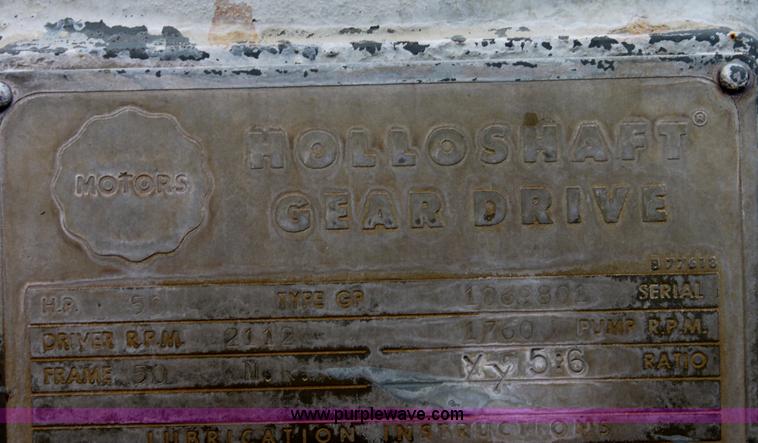 MOTORS
HOLLOSHAFT®
GEAR DRIVE
H.P. 50 TYPE GP 1063801 SERIAL
DRIVER R.P.M. 2112 1760 PUMP R.P.M.
FRAME 50 5:6 RATIO
www.purplewave.com
LUBRICATION INSTRUCTIONS